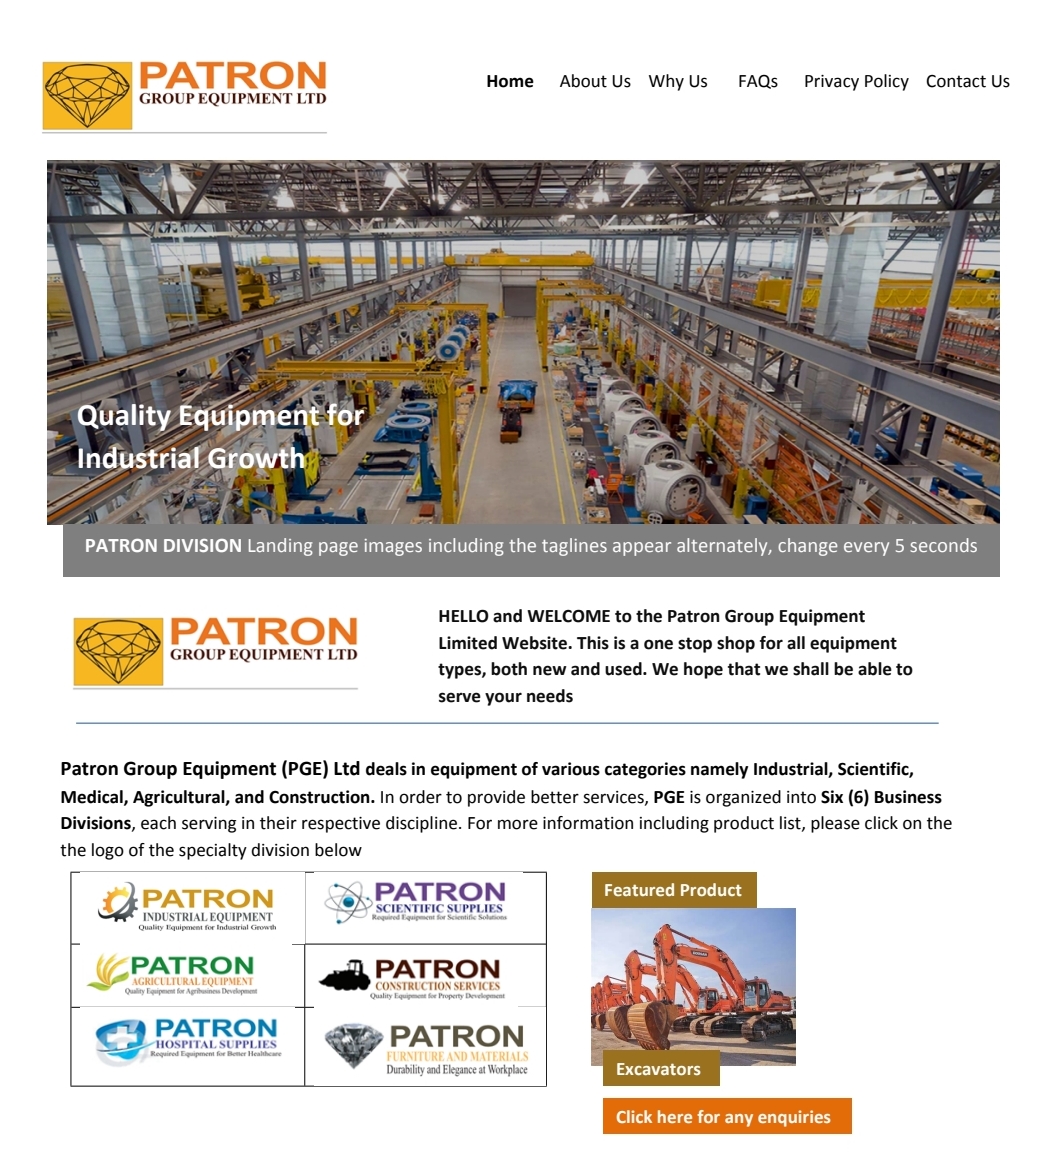 PATRON
GROUP EQUIPMENT LTD
Home About Us Why Us FAQs Privacy Policy Contact Us
Quality Equipment for
Industrial Growth
PATRON DIVISION Landing page images including the taglines appear alternately, change every 5 seconds
PATRON
GROUP EQUIPMENT LTD
HELLO and WELCOME to the Patron Group Equipment
Limited Website. This is a one stop shop for all equipment
types, both new and used. We hope that we shall be able to
serve your needs
Patron Group Equipment (PGE) Ltd deals in equipment of various categories namely Industrial, Scientific,
Medical, Agricultural, and Construction. In order to provide better services, PGE is organized into Six (6) Business
Divisions, each serving in their respective discipline. For more information including product list, please click on the
the logo of the specialty division below
PATRON
INDUSTRIAL EQUIPMENT
Quality Equipment for Industrial Growth
PATRON
SCIENTIFIC SUPPLIES
Required Equipment for Scientific Solutions
PATRON
AGRICULTURAL EQUIPMENT
Quality Equipment for Agribusiness Development
PATRON
CONSTRUCTION SERVICES
Quality Equipment for Property Development
PATRON
HOSPITAL SUPPLIES
Required Equipment for Better Healthcare
PATRON
FURNITURE AND MATERIALS
Durability and Elegance at Workplace
Featured Product
Excavators
Click here for any enquiries